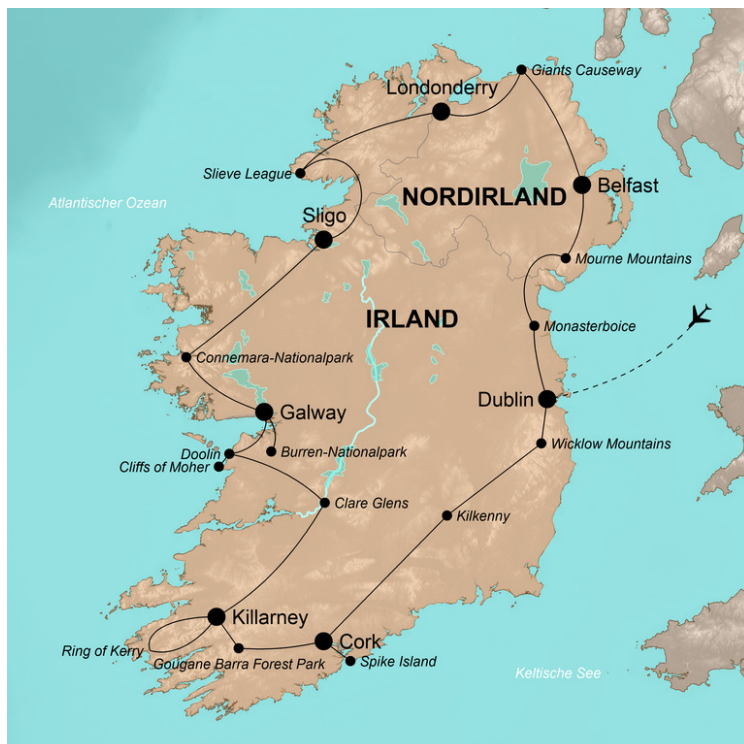 Giants Causeway
Londonderry
Slieve League
Belfast
NORDIRLAND
Atlantischer Ozean
Sligo
Mourne Mountains
IRLAND
Monasterboice
Connemara-Nationalpark
Dublin
Galway
Wicklow Mountains
Doolin
Burren-Nationalpark
Cliffs of Moher
Clare Glens
Kilkenny
Killarney
Cork
Ring of Kerry
Gougane Barra Forest Park
Spike Island
Keltische See